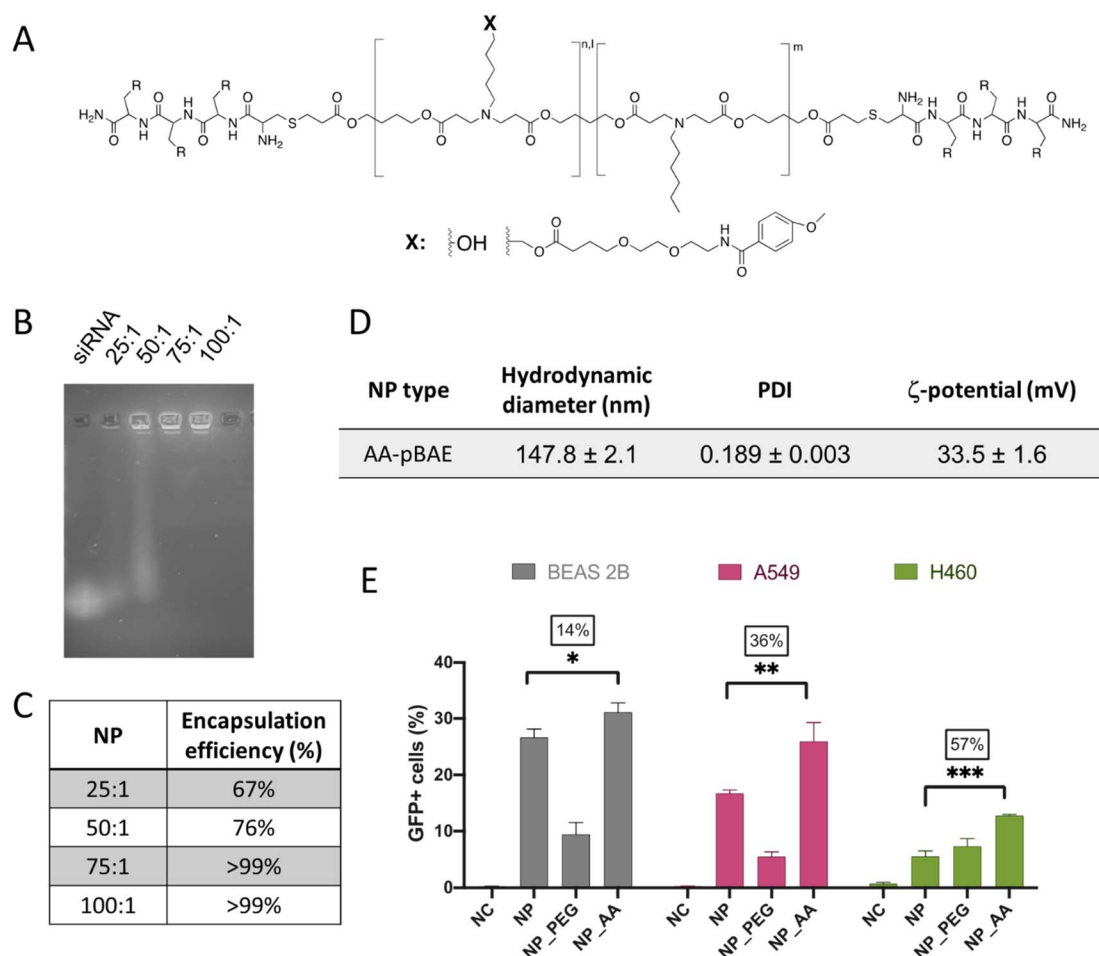 A
X
n,l
m
R
R
O
O
O
O
O
O
NH2
H2N
N
H
H
N
N
H
S
O
O
N
O
O
N
O
O
S
H
N
N
H
H
N
NH2
NH2
O
O
O
O
R
R
R
X:
OH
O
O
O
O
H
N
O
O
B
siRNA
25:1
50:1
75:1
100:1
D
NP type Hydrodynamic diameter (nm) PDI ζ-potential (mV)
AA-pBAE 147.8 ± 2.1 0.189 ± 0.003 33.5 ± 1.6
C
NP Encapsulation efficiency (%)
25:1 67%
50:1 76%
75:1 >99%
100:1 >99%
E
BEAS 2B A549 H460
14%
*
36%
**
57%
***
GFP+ cells (%)
40
30
20
10
0
NC NP NP_PEG NP_AA NC NP NP_PEG NP_AA NC NP NP_PEG NP_AA